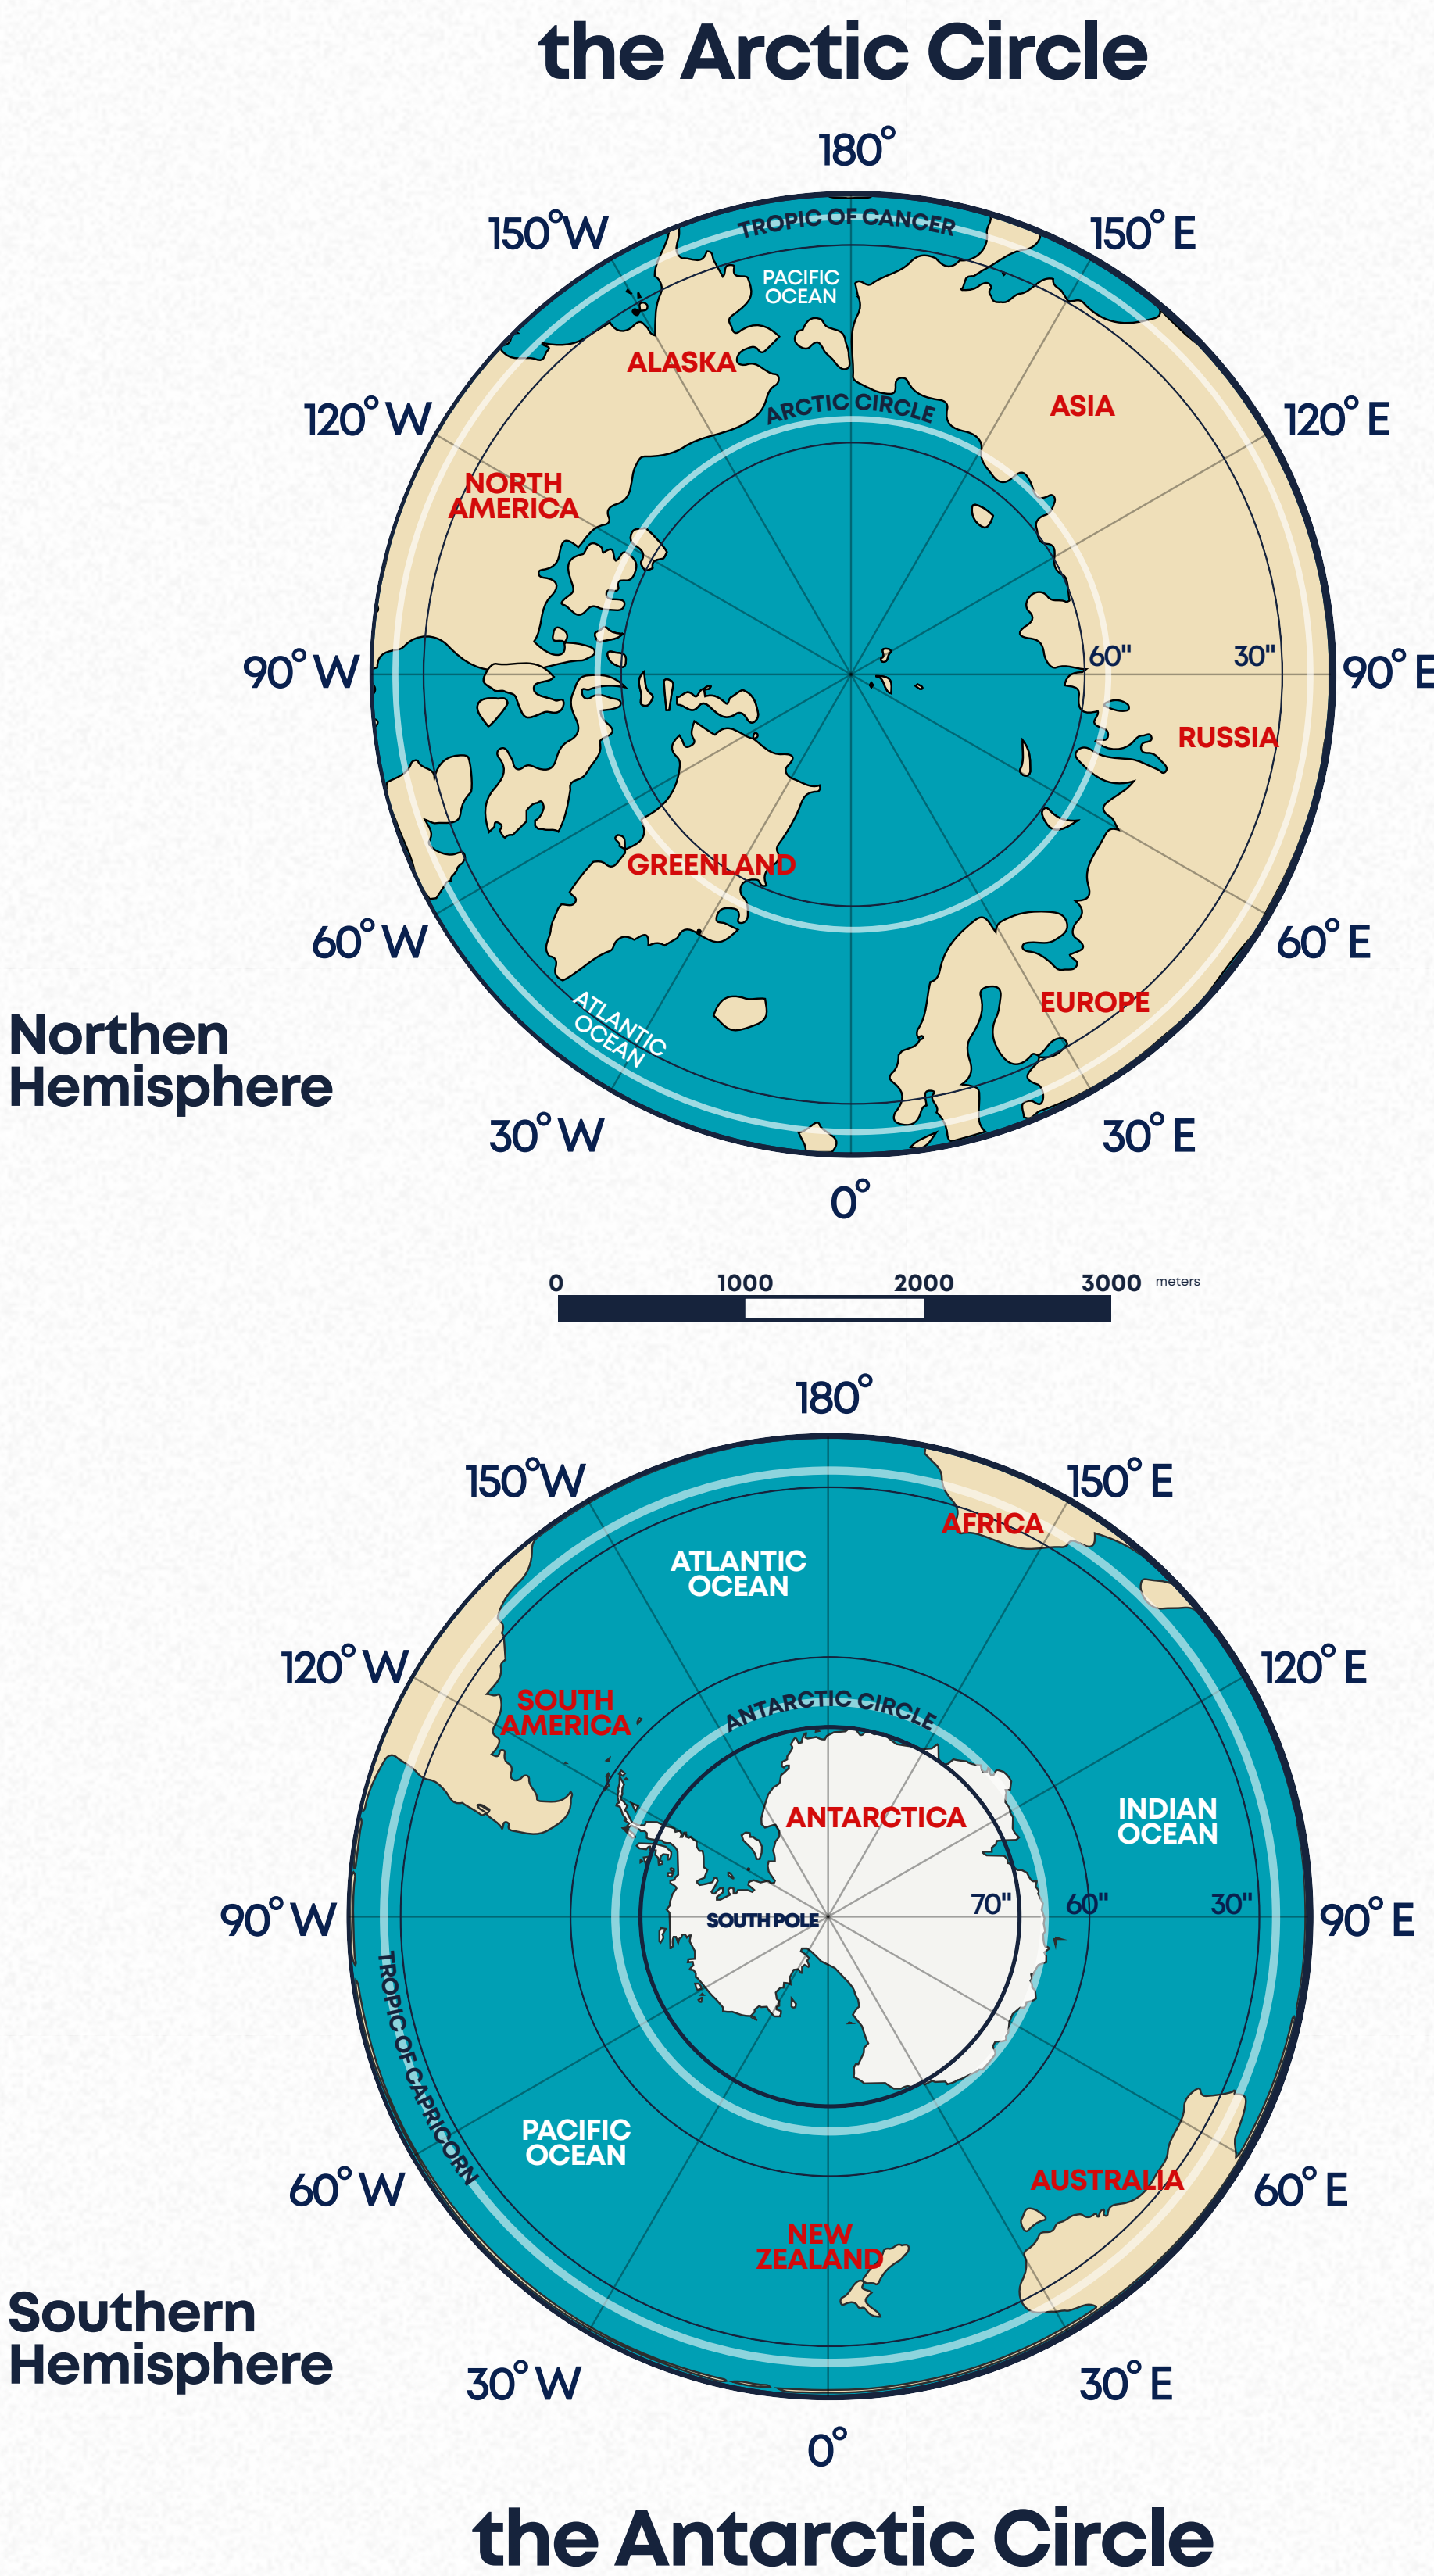 the Arctic Circle
180°
150°W
150° E
TROPIC OF CANCER
PACIFIC
OCEAN
ALASKA
120° W
ARCTIC CIRCLE
ASIA
120° E
NORTH
AMERICA
90° W
60"
30"
90° E
RUSSIA
GREENLAND
60° W
60° E
ATLANTIC
OCEAN
EUROPE
Northen
Hemisphere
30° W
30° E
0°
0
1000
2000
3000
meters
180°
150°W
150° E
AFRICA
ATLANTIC
OCEAN
120° W
120° E
SOUTH
AMERICA
ANTARCTIC CIRCLE
ANTARCTICA
INDIAN
OCEAN
90° W
SOUTH POLE
70"
60"
30"
90° E
TROPIC OF CAPRICORN
PACIFIC
OCEAN
60° W
AUSTRALIA
60° E
NEW
ZEALAND
Southern
Hemisphere
30° W
30° E
0°
the Antarctic Circle